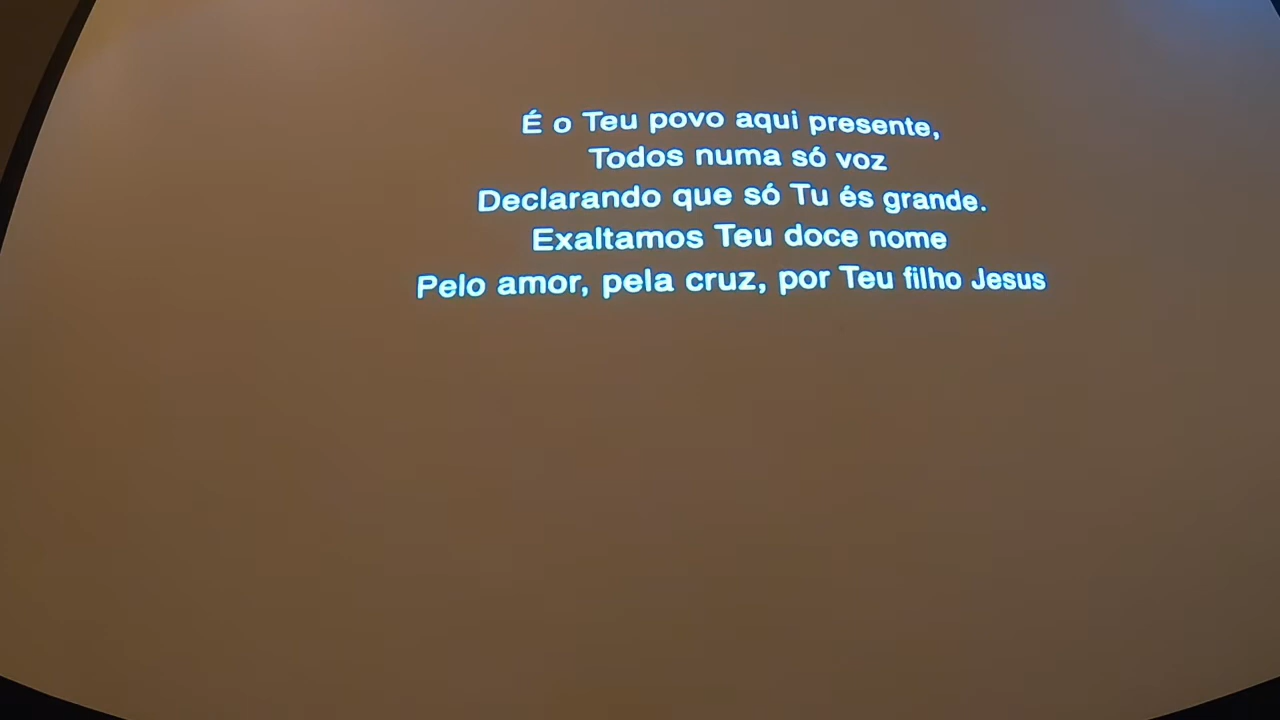 É o Teu povo aqui presente,
Todos numa só voz
Declarando que só Tu és grande.
Exaltamos Teu doce nome
Pelo amor, pela cruz, por Teu filho Jesus